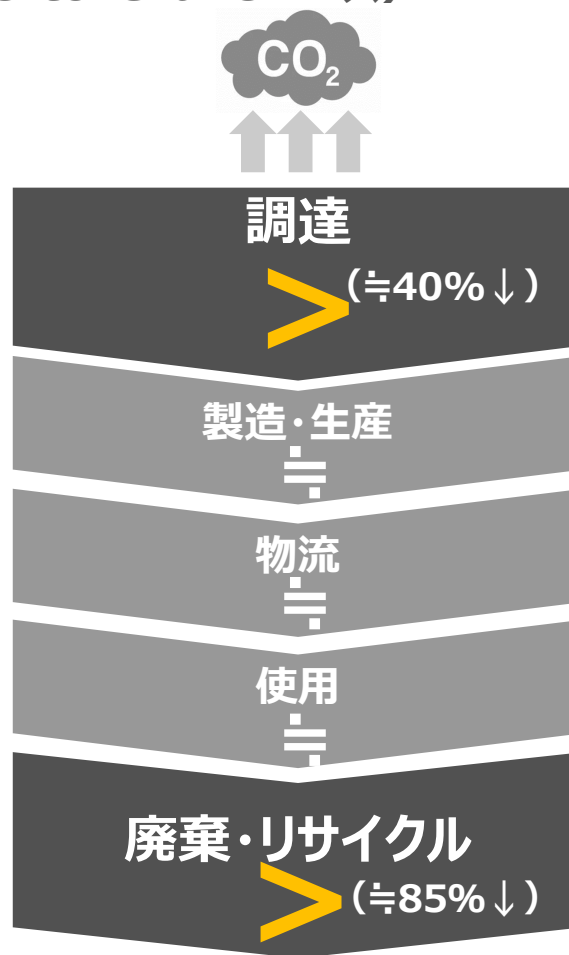 CO₂
調達
> (≒40%↓)
製造・生産
≒
物流
≒
使用
≒
廃棄・リサイクル
> (≒85%↓)